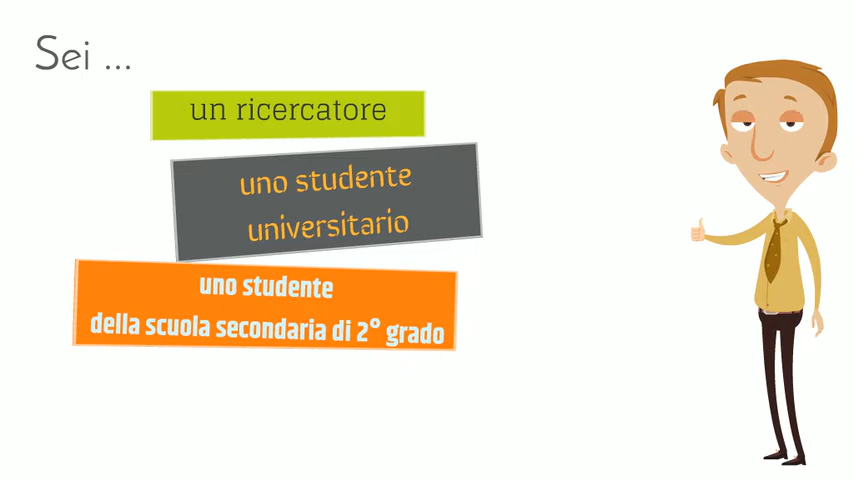 Sei ...
un ricercatore
uno studente
universitario
uno studente
della scuola secondaria di 2° grado